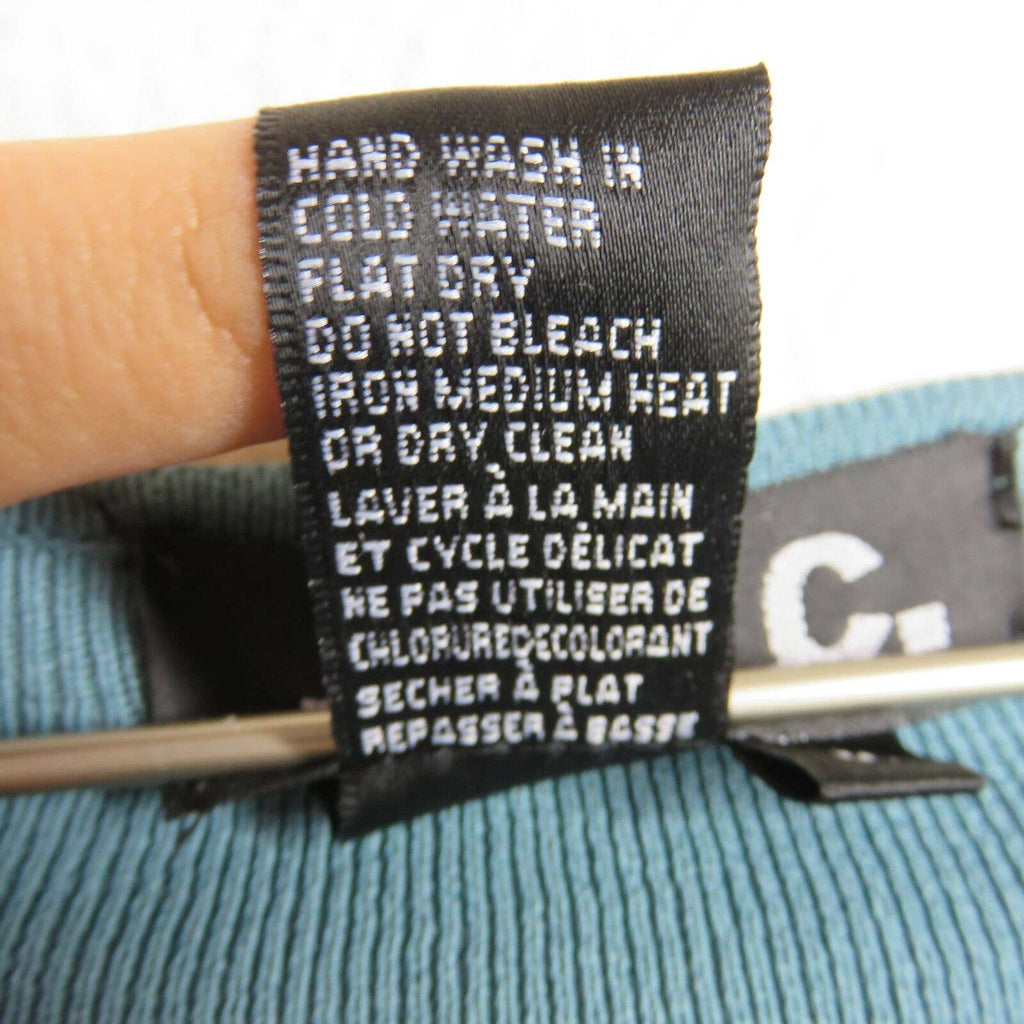 HAND WASH IN
COLD WATER
FLAT DRY
DO NOT BLEACH
IRON MEDIUM HEAT
OR DRY CLEAN
LAVER À LA MAIN
ET CYCLE DÉLICAT
NE PAS UTILISER DE
CHLORUREDECOLORANT
SECHER À PLAT
REPASSER À BASSE
C.